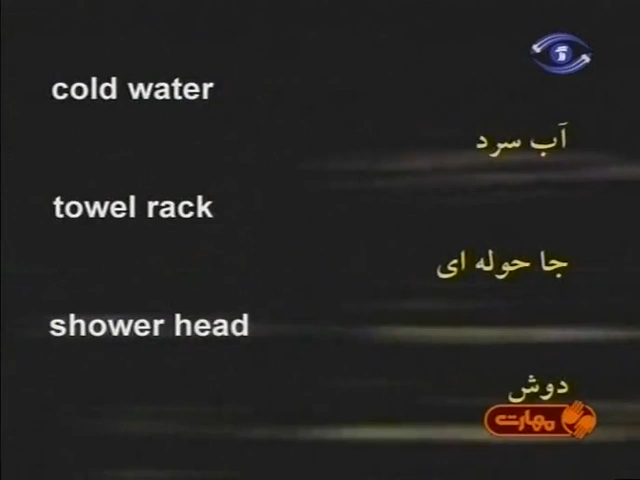 cold water
آب سرد
towel rack
جا حوله ای
shower head
دوش
مهارت